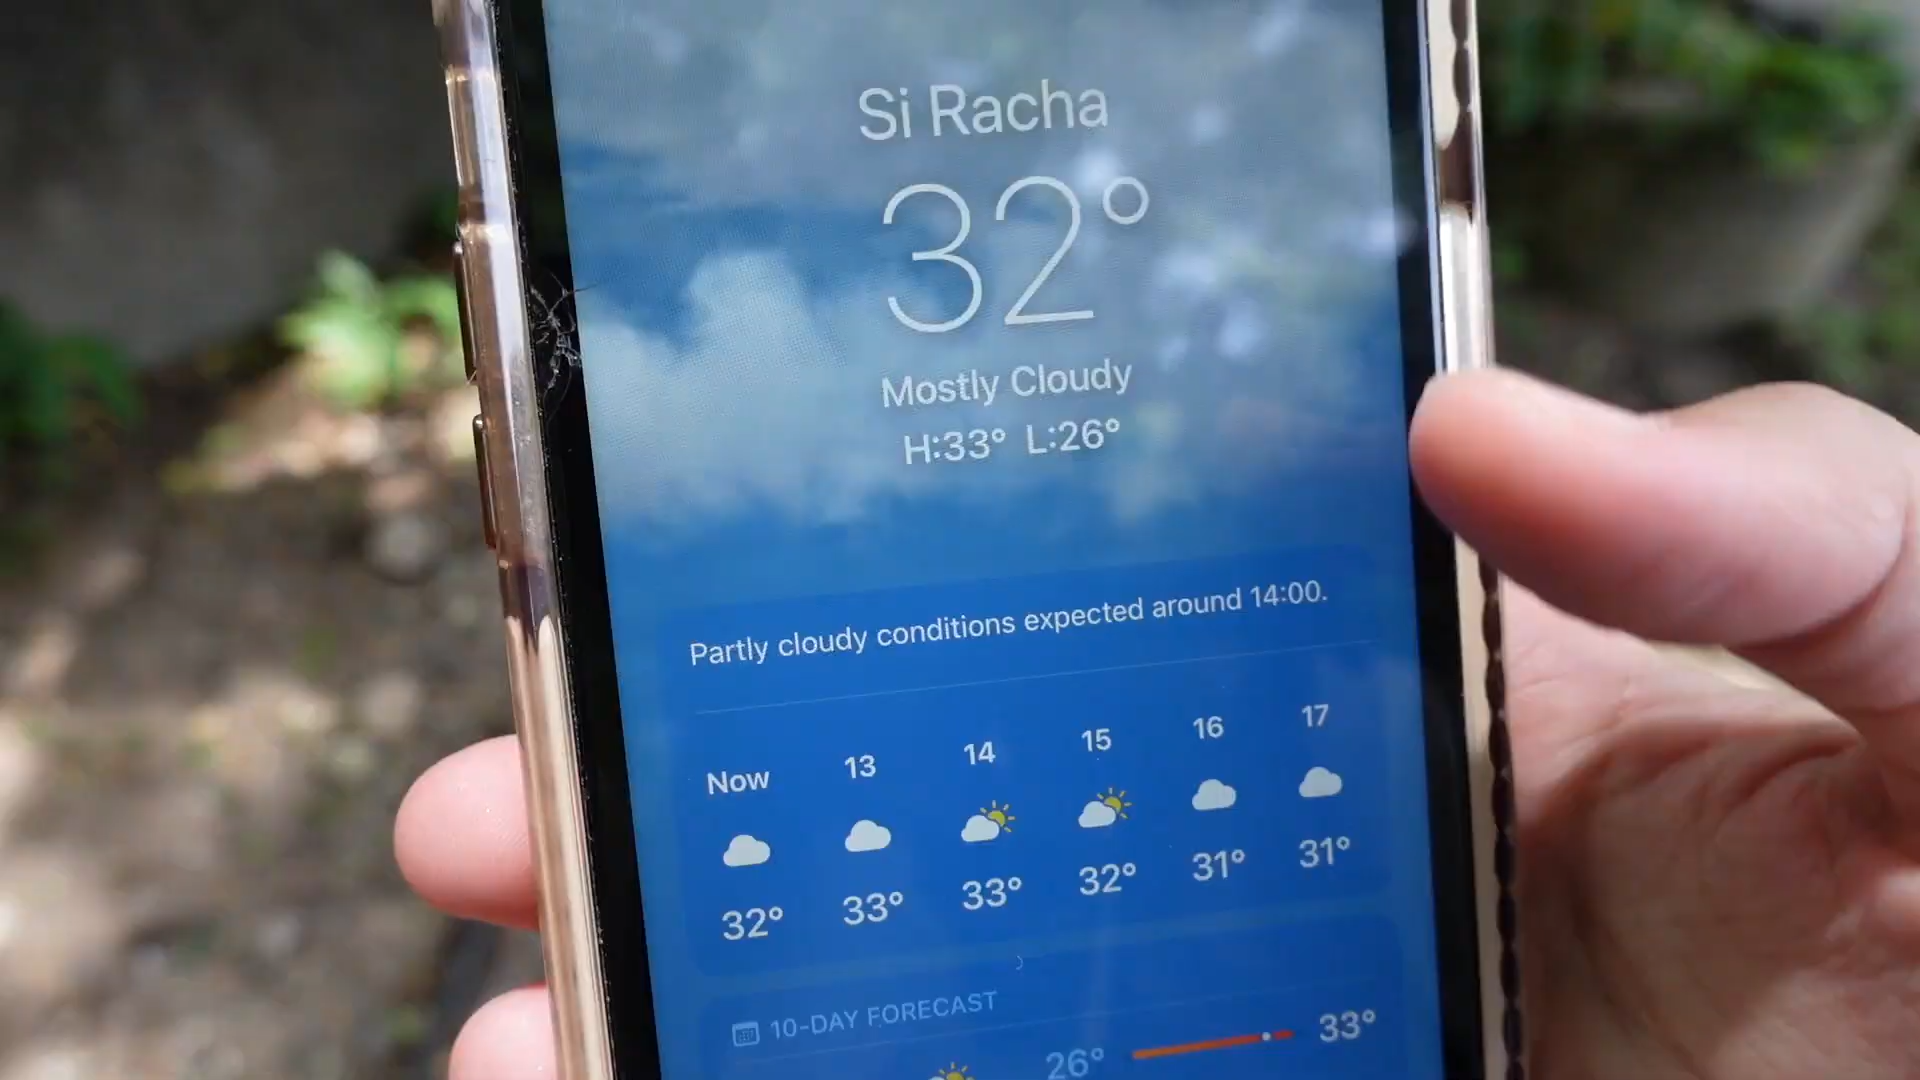 Si Racha
32°
Mostly Cloudy
H:33° L:26°
Partly cloudy conditions expected around 14:00.
Now 13 14 15 16 17
32° 33° 33° 32° 31° 31°
10-DAY FORECAST
26° 33°